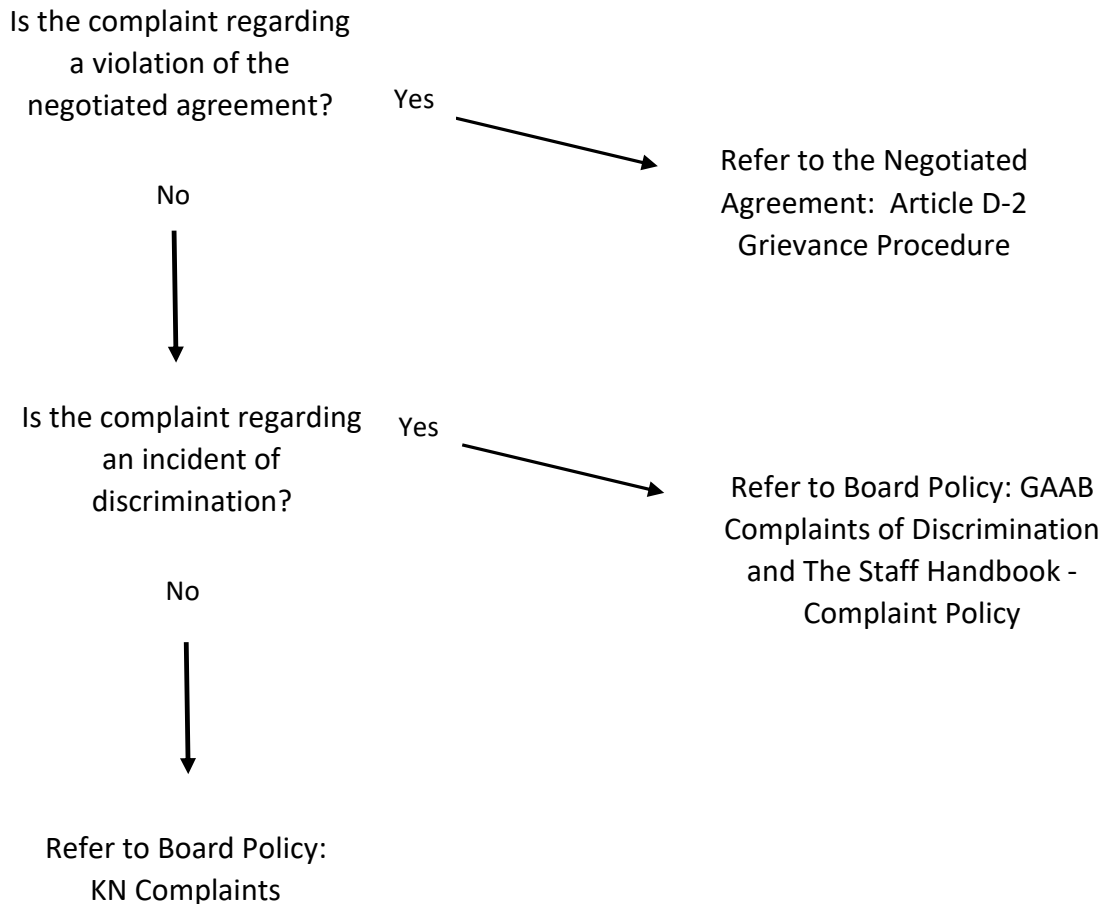 Is the complaint regarding
a violation of the
negotiated agreement?
Yes
Refer to the Negotiated
Agreement: Article D-2
Grievance Procedure
No
Is the complaint regarding
an incident of
discrimination?
Yes
Refer to Board Policy: GAAB
Complaints of Discrimination
and The Staff Handbook -
Complaint Policy
No
Refer to Board Policy:
KN Complaints